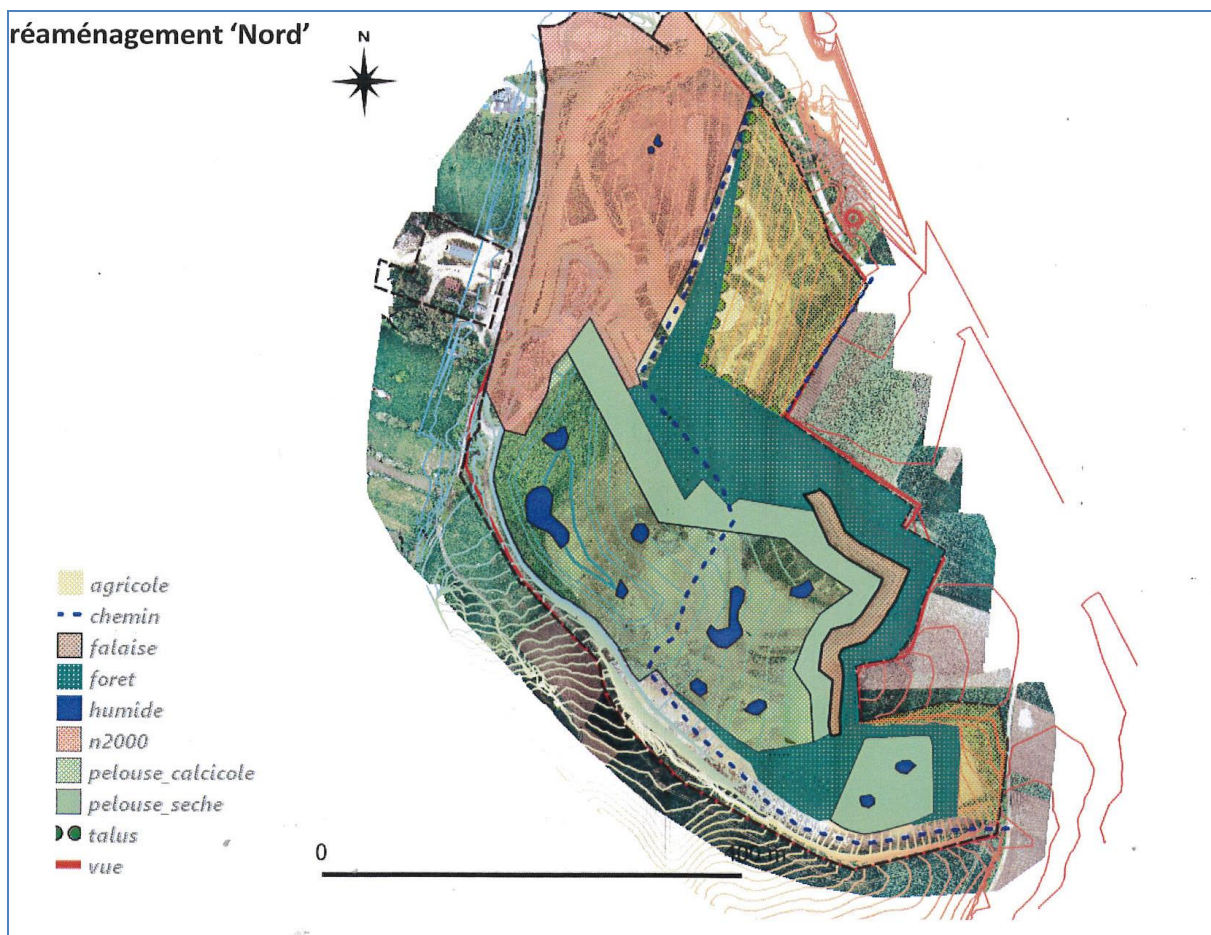 réaménagement 'Nord'
N
agricole
chemin
falaise
foret
humide
n2000
pelouse_calcicole
pelouse_seche
talus
vue
0